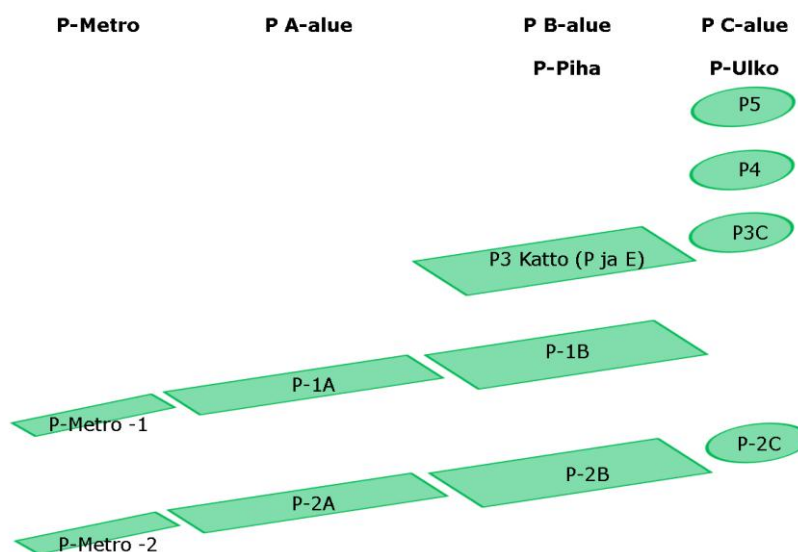 P-Metro P A-alue P B-alue P C-alue
P-Piha P-Ulko
P5
P4
P3C
P3 Katto (P ja E)
P-1B
P-1A
P-Metro -1
P-2C
P-2B
P-2A
P-Metro -2